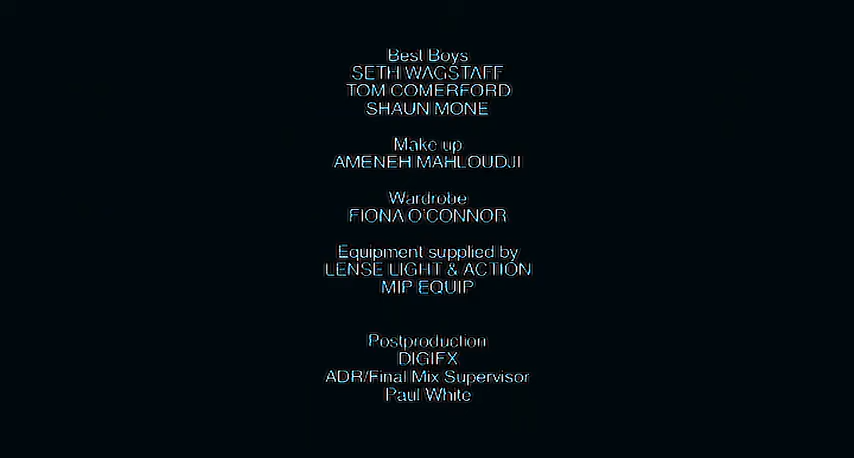 Best Boys
SETH WAGSTAFF
TOM COMERFORD
SHAUN MONE
Make up
AMENEH MAHLOUDJI
Wardrobe
FIONA O'CONNOR
Equipment supplied by
LENSE LIGHT & ACTION
MIP EQUIP
Postproduction
DIGIFX
ADR/Final Mix Supervisor
Paul White